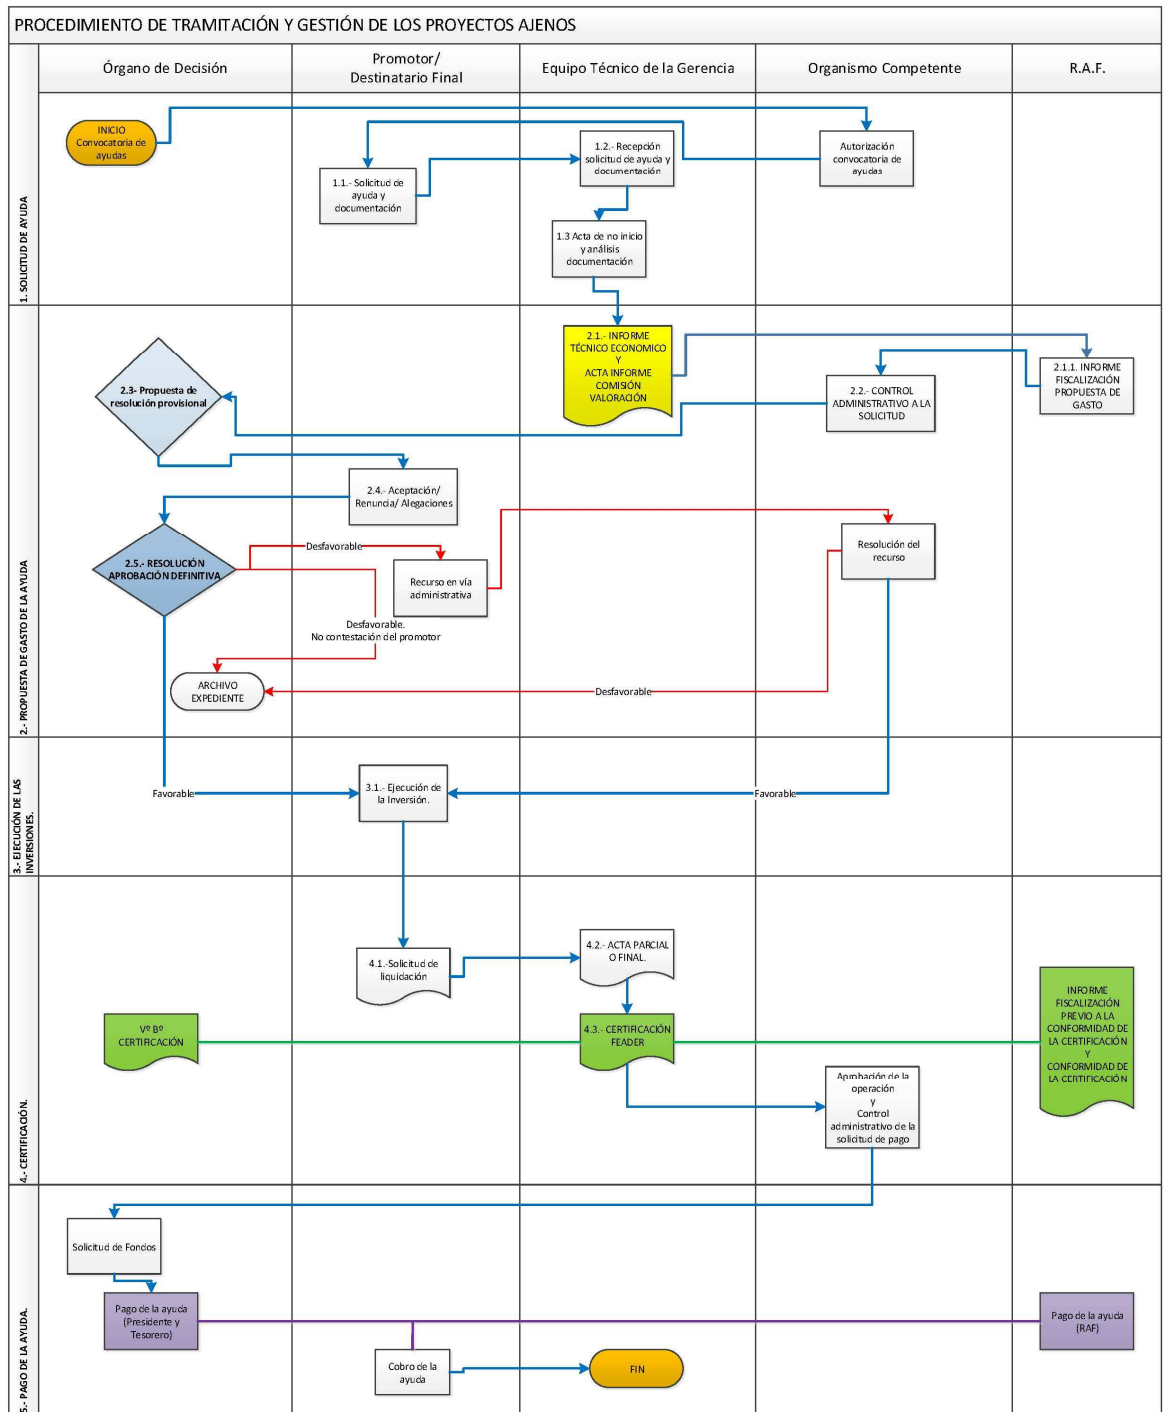 PROCEDIMIENTO DE TRAMITACIÓN Y GESTIÓN DE LOS PROYECTOS AJENOS
Órgano de Decisión
Promotor/
Destinatario Final
Equipo Técnico de la Gerencia
Organismo Competente
R.A.F.
1. SOLICITUD DE AYUDA
INICIO
Convocatoria de
ayudas
1.1.- Solicitud de
ayuda y
documentación
1.2.- Recepción
solicitud de ayuda y
documentación
Autorización
convocatoria de
ayudas
1.3 Acta de no inicio
y análisis
documentación
2.- PROPUESTA DE GASTO DE LA AYUDA
2.1.- INFORME
TÉCNICO ECONOMICO
Y
ACTA INFORME
COMISIÓN
VALORACIÓN
2.1.1. INFORME
FISCALIZACIÓN
PROPUESTA DE
GASTO
2.2.- CONTROL
ADMINISTRATIVO A LA
SOLICITUD
2.3- Propuesta de
resolución provisional
2.4.- Aceptación/
Renuncia/ Alegaciones
2.5.- RESOLUCIÓN
APROBACIÓN DEFINITIVA
Desfavorable
Recurso en vía
administrativa
Resolución del
recurso
Desfavorable.
No contestación del promotor
ARCHIVO
EXPEDIENTE
Desfavorable
3.- EJECUCIÓN DE LAS
INVERSIONES.
Favorable
3.1.- Ejecución de
la Inversión.
Favorable
4.- CERTIFICACIÓN.
4.1.-Solicitud de
liquidación
4.2.- ACTA PARCIAL
O FINAL.
Vº Bº
CERTIFICACIÓN
4.3.- CERTIFICACIÓN
FEADER
INFORME
FISCALIZACIÓN
PREVIO A LA
CONFORMIDAD DE
LA CERTIFICACIÓN
Y
CONFORMIDAD DE
LA CERTIFICACIÓN
Aprobación de la
operación
y
Control
administrativo de la
solicitud de pago
5.- PAGO DE LA AYUDA.
Solicitud de Fondos
Pago de la ayuda
(Presidente y
Tesorero)
Pago de la ayuda
(RAF)
Cobro de la
ayuda
FIN